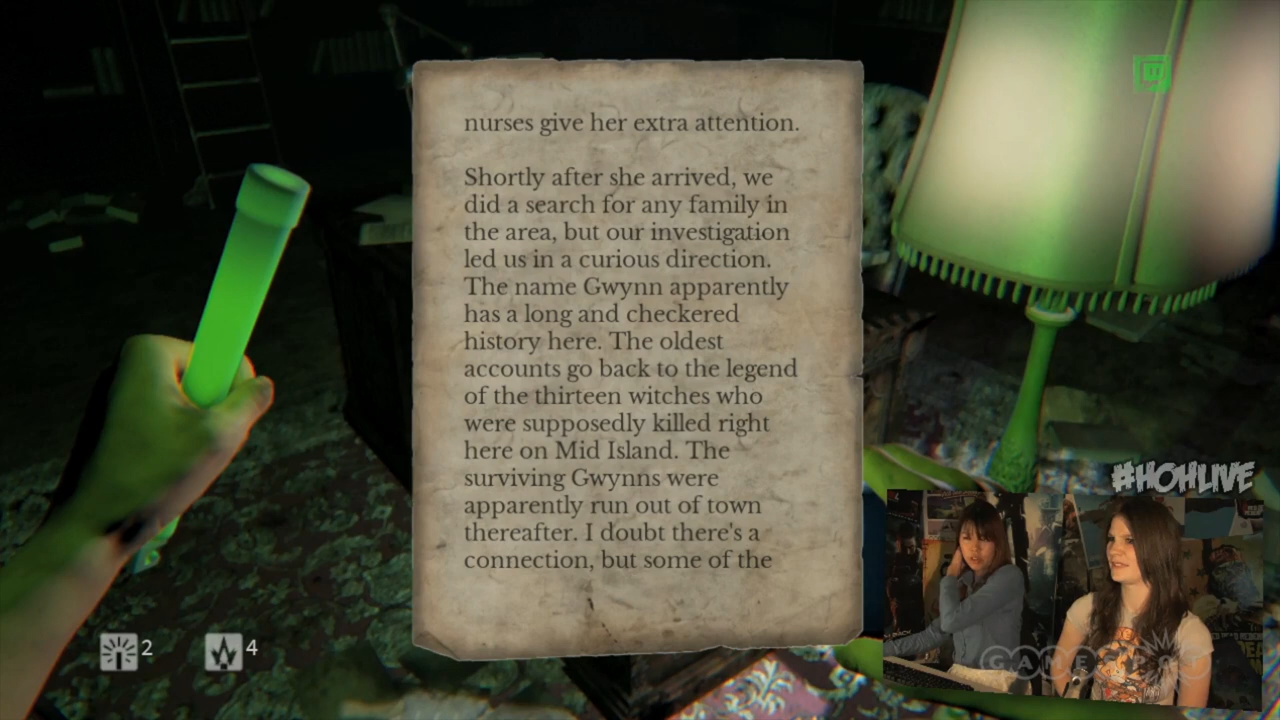 nurses give her extra attention.
Shortly after she arrived, we
did a search for any family in
the area, but our investigation
led us in a curious direction.
The name Gwynn apparently
has a long and checkered
history here. The oldest
accounts go back to the legend
of the thirteen witches who
were supposedly killed right
here on Mid Island. The
surviving Gwynns were
apparently run out of town
thereafter. I doubt there's a
connection, but some of the
#HOHLIVE
2
4
GAMESPOT